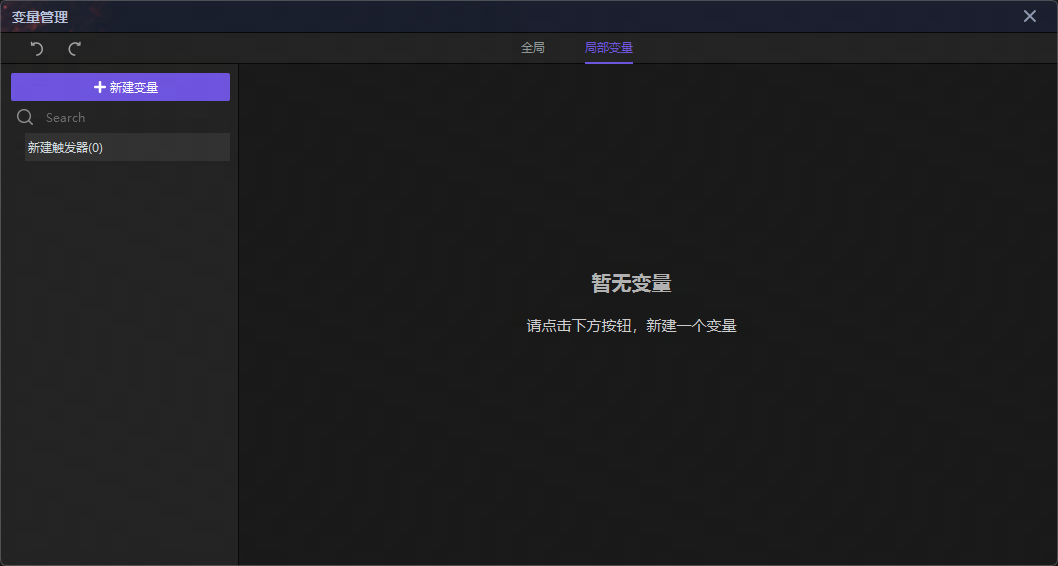 变量管理
全局
局部变量
新建变量
Search
新建触发器(0)
暂无变量
请点击下方按钮，新建一个变量